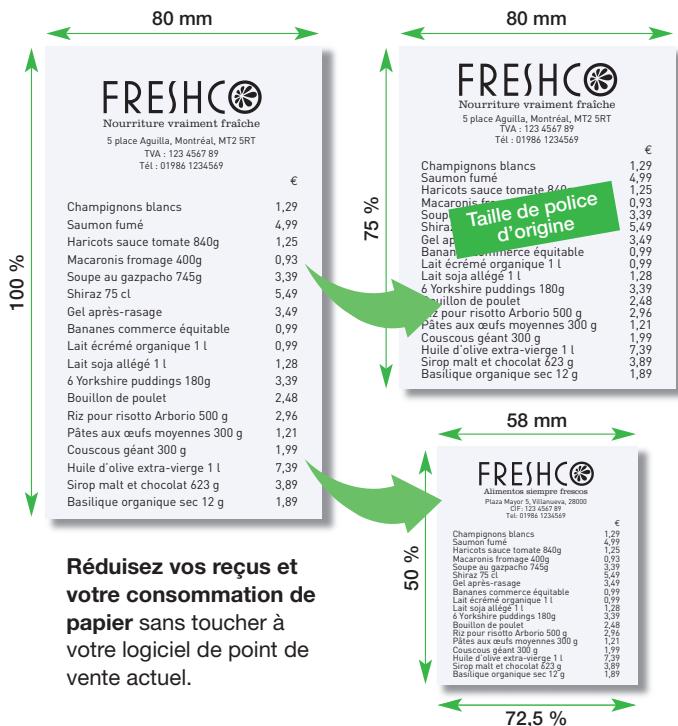 80 mm
100 %
FRESHCO
Nourriture vraiment fraîche
5 place Aguilla, Montréal, MT2 5RT
TVA : 123 4567 89
Tél : 01986 1234569
€
Champignons blancs 1,29
Saumon fumé 4,99
Haricots sauce tomate 840g 1,25
Macaronis fromage 400g 0,93
Soupe au gazpacho 745g 3,39
Shiraz 75 cl 5,49
Gel après-rasage 3,49
Bananes commerce équitable 0,99
Lait écrémé organique 1 l 0,99
Lait soja allégé 1 l 1,28
6 Yorkshire puddings 180g 3,39
Bouillon de poulet 2,48
Riz pour risotto Arborio 500 g 2,96
Pâtes aux œufs moyennes 300 g 1,21
Couscous géant 300 g 1,99
Huile d'olive extra-vierge 1 l 7,39
Sirop malt et chocolat 623 g 3,89
Basilique organique sec 12 g 1,89
80 mm
75 %
FRESHCO
Nourriture vraiment fraîche
5 place Aguilla, Montréal, MT2 5RT
TVA : 123 4567 89
Tél : 01986 1234569
€
Champignons blancs 1,29
Saumon fumé 4,99
Haricots sauce tomate 840g 1,25
Macaronis 0,93
3,39
5,49
Gel 3,49
équitable 0,99
Lait écrémé organique 1 l 0,99
Lait soja allégé 1 l 1,28
6 Yorkshire puddings 180g 3,39
de poulet 2,48
pour risotto Arborio 500 g 2,96
Pâtes aux œufs moyennes 300 g 1,21
Couscous géant 300 g 1,99
Huile d'olive extra-vierge 1 l 7,39
Sirop malt et chocolat 623 g 3,89
Basilique organique sec 12 g 1,89
Taille de police
d'origine
58 mm
50 %
FRESHCO
Alimentos siempre frescos
Plaza Mayor 5, Villanueva, 28000
CIF: 123 4567 89
Tel: 01986 1234569
€
Champignons blancs 1,29
Saumon fumé 4,99
Haricots sauce tomate 840g 1,25
Macaronis fromage 400g 0,93
Soupe au gazpacho 745g 3,39
Shiraz 75 cl 5,49
Gel après-rasage 3,49
Bananes commerce équitable 0,99
Lait écrémé organique 1 l 0,99
Lait soja allégé 1 l 1,28
6 Yorkshire puddings 180g 3,39
Bouillon de poulet 2,48
Riz pour risotto Arborio 500 g 2,96
Pâtes aux œufs moyennes 300 g 1,21
Couscous géant 300 g 1,99
Huile d'olive extra-vierge 1 l 7,39
Sirop malt et chocolat 623 g 3,89
Basilique organique sec 12 g 1,89
72,5 %
Réduisez vos reçus et
votre consommation de
papier sans toucher à
votre logiciel de point de
vente actuel.